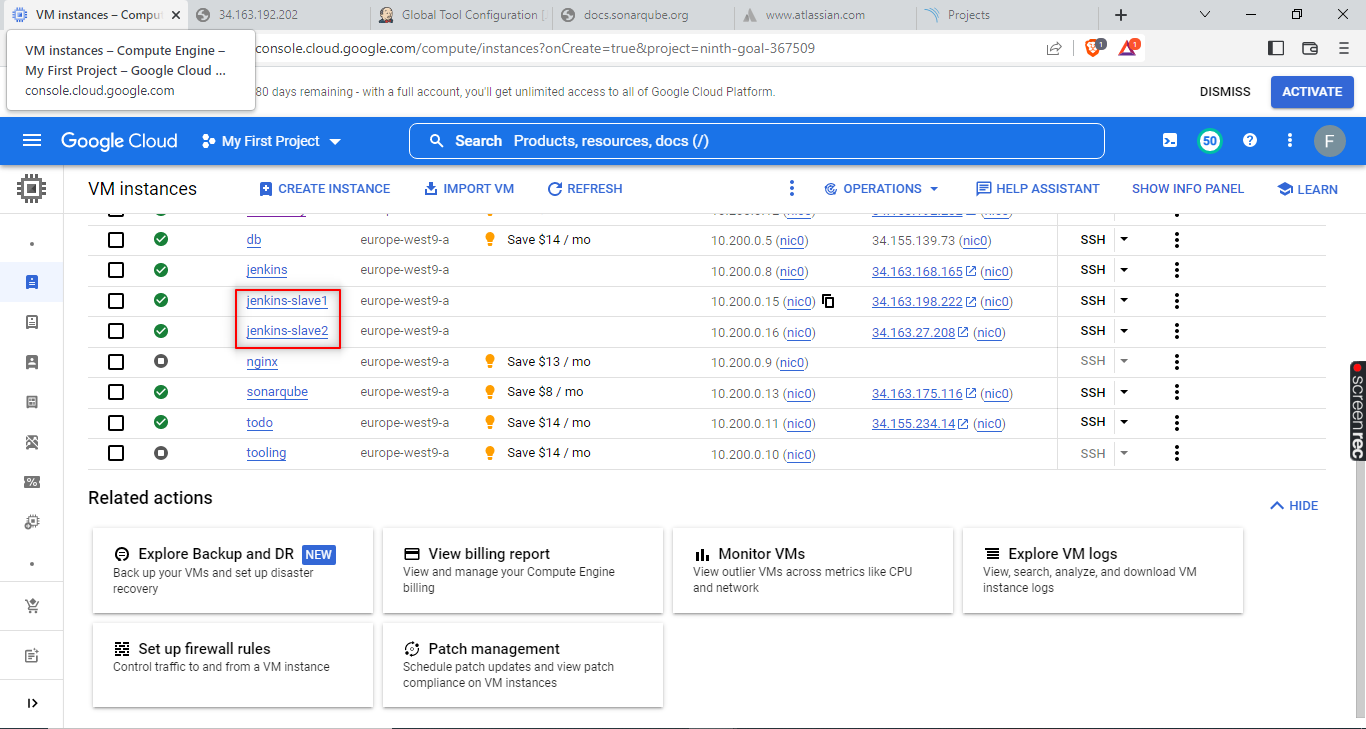 VM instances – Compu
34.163.192.202
Global Tool Configuration [
docs.sonarqube.org
www.atlassian.com
Projects
VM instances – Compute Engine –
My First Project – Google Cloud ...
console.cloud.google.com
console.cloud.google.com/compute/instances?onCreate=true&project=ninth-goal-367509
1
1
80 days remaining - with a full account, you'll get unlimited access to all of Google Cloud Platform.
DISMISS
ACTIVATE
Google Cloud
My First Project
Search Products, resources, docs (/)
50
F
VM instances
CREATE INSTANCE
IMPORT VM
REFRESH
OPERATIONS
HELP ASSISTANT
SHOW INFO PANEL
LEARN
db europe-west9-a Save $14 / mo 10.200.0.5 (nic0) 34.155.139.73 (nic0) SSH
jenkins europe-west9-a 10.200.0.8 (nic0) 34.163.168.165 (nic0) SSH
jenkins-slave1 europe-west9-a 10.200.0.15 (nic0) 34.163.198.222 (nic0) SSH
jenkins-slave2 europe-west9-a 10.200.0.16 (nic0) 34.163.27.208 (nic0) SSH
nginx europe-west9-a Save $13 / mo 10.200.0.9 (nic0) SSH
sonarqube europe-west9-a Save $8 / mo 10.200.0.13 (nic0) 34.163.175.116 (nic0) SSH
todo europe-west9-a Save $14 / mo 10.200.0.11 (nic0) 34.155.234.14 (nic0) SSH
tooling europe-west9-a Save $14 / mo 10.200.0.10 (nic0) SSH
Related actions
HIDE
Explore Backup and DR NEW
Back up your VMs and set up disaster
recovery
View billing report
View and manage your Compute Engine
billing
Monitor VMs
View outlier VMs across metrics like CPU
and network
Explore VM logs
View, search, analyze, and download VM
instance logs
Set up firewall rules
Control traffic to and from a VM instance
Patch management
Schedule patch updates and view patch
compliance on VM instances
screenrec